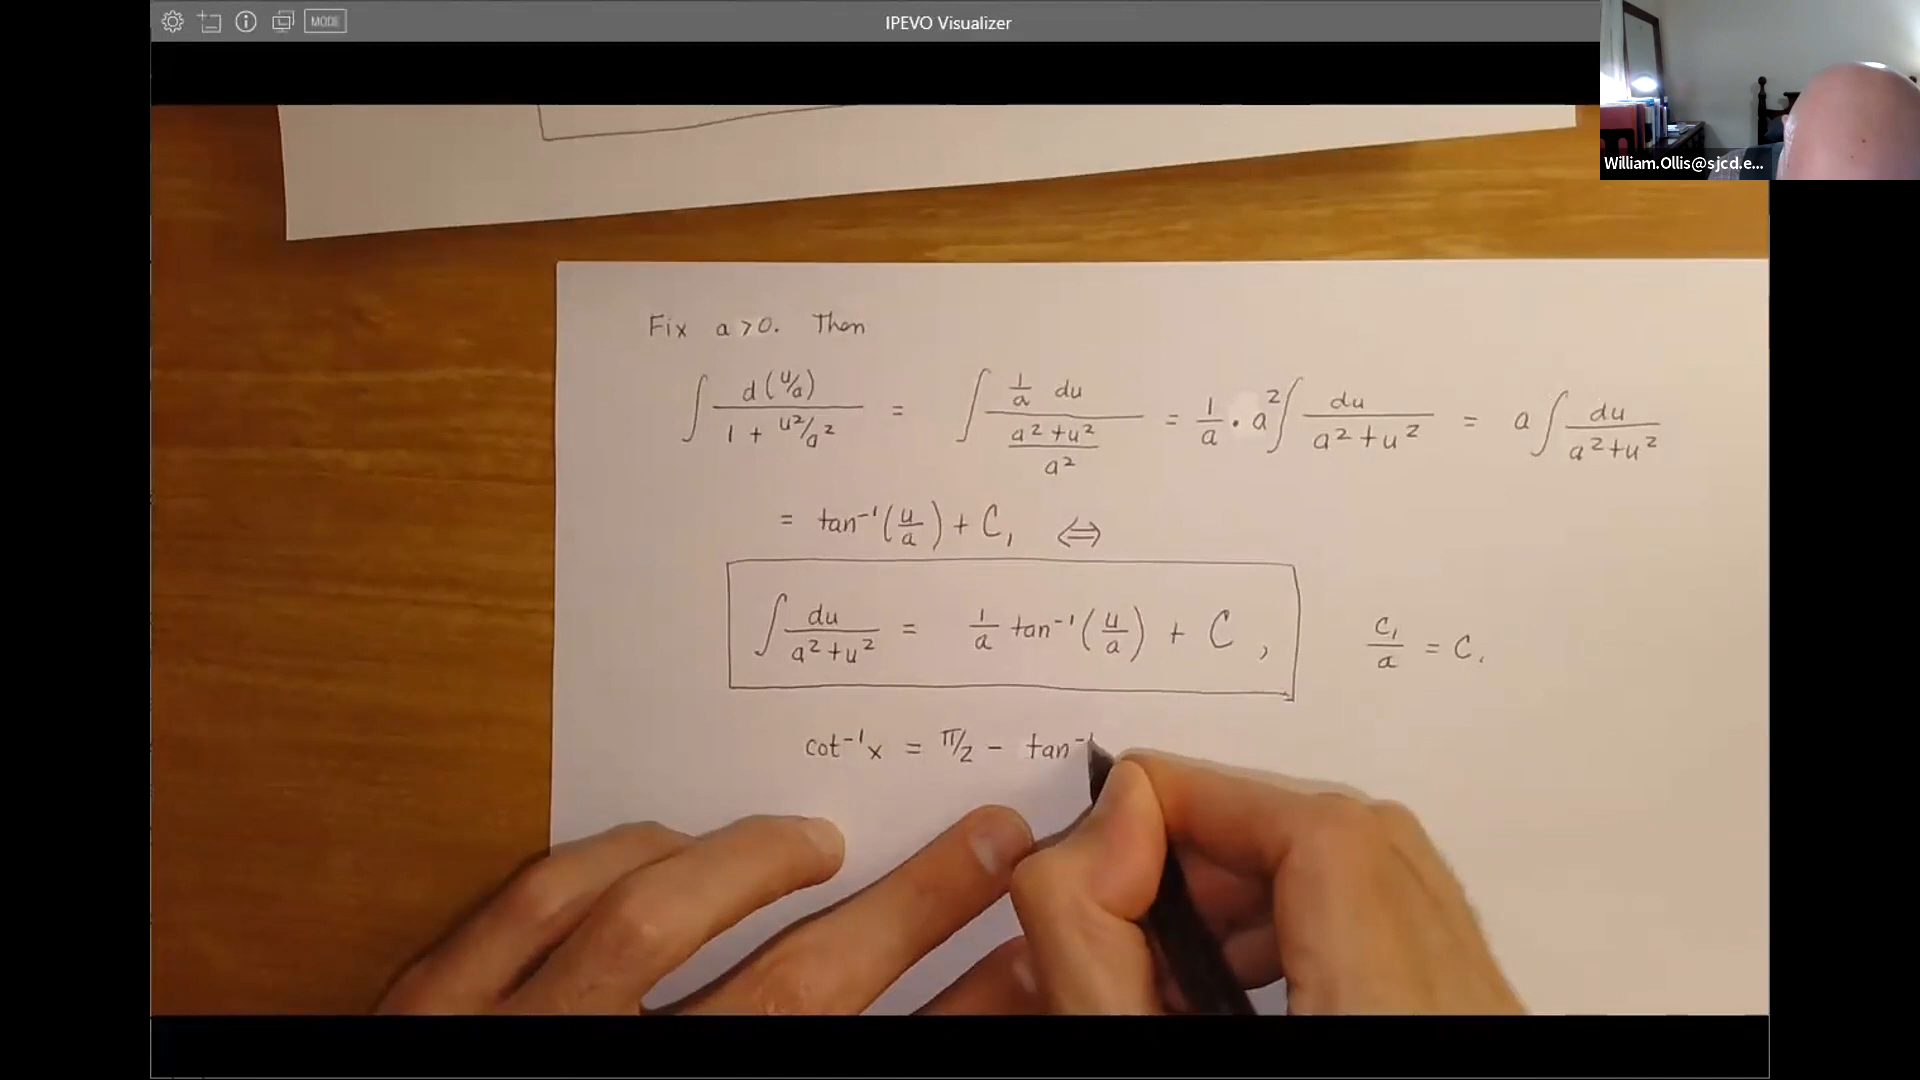 MODE
IPEVO Visualizer
William.Ollis@sjcd.e...
Fix a>0. Then
∫ d(u/a) / (1 + u²/a²) = ∫ (1/a du) / ((a²+u²)/a²) = 1/a · a² ∫ du/(a²+u²) = a ∫ du/(a²+u²)
= tan⁻¹(u/a) + C₁ ⇔
∫ du/(a²+u²) = 1/a tan⁻¹(u/a) + C , C₁/a = C.
cot⁻¹x = π/2 - tan⁻¹